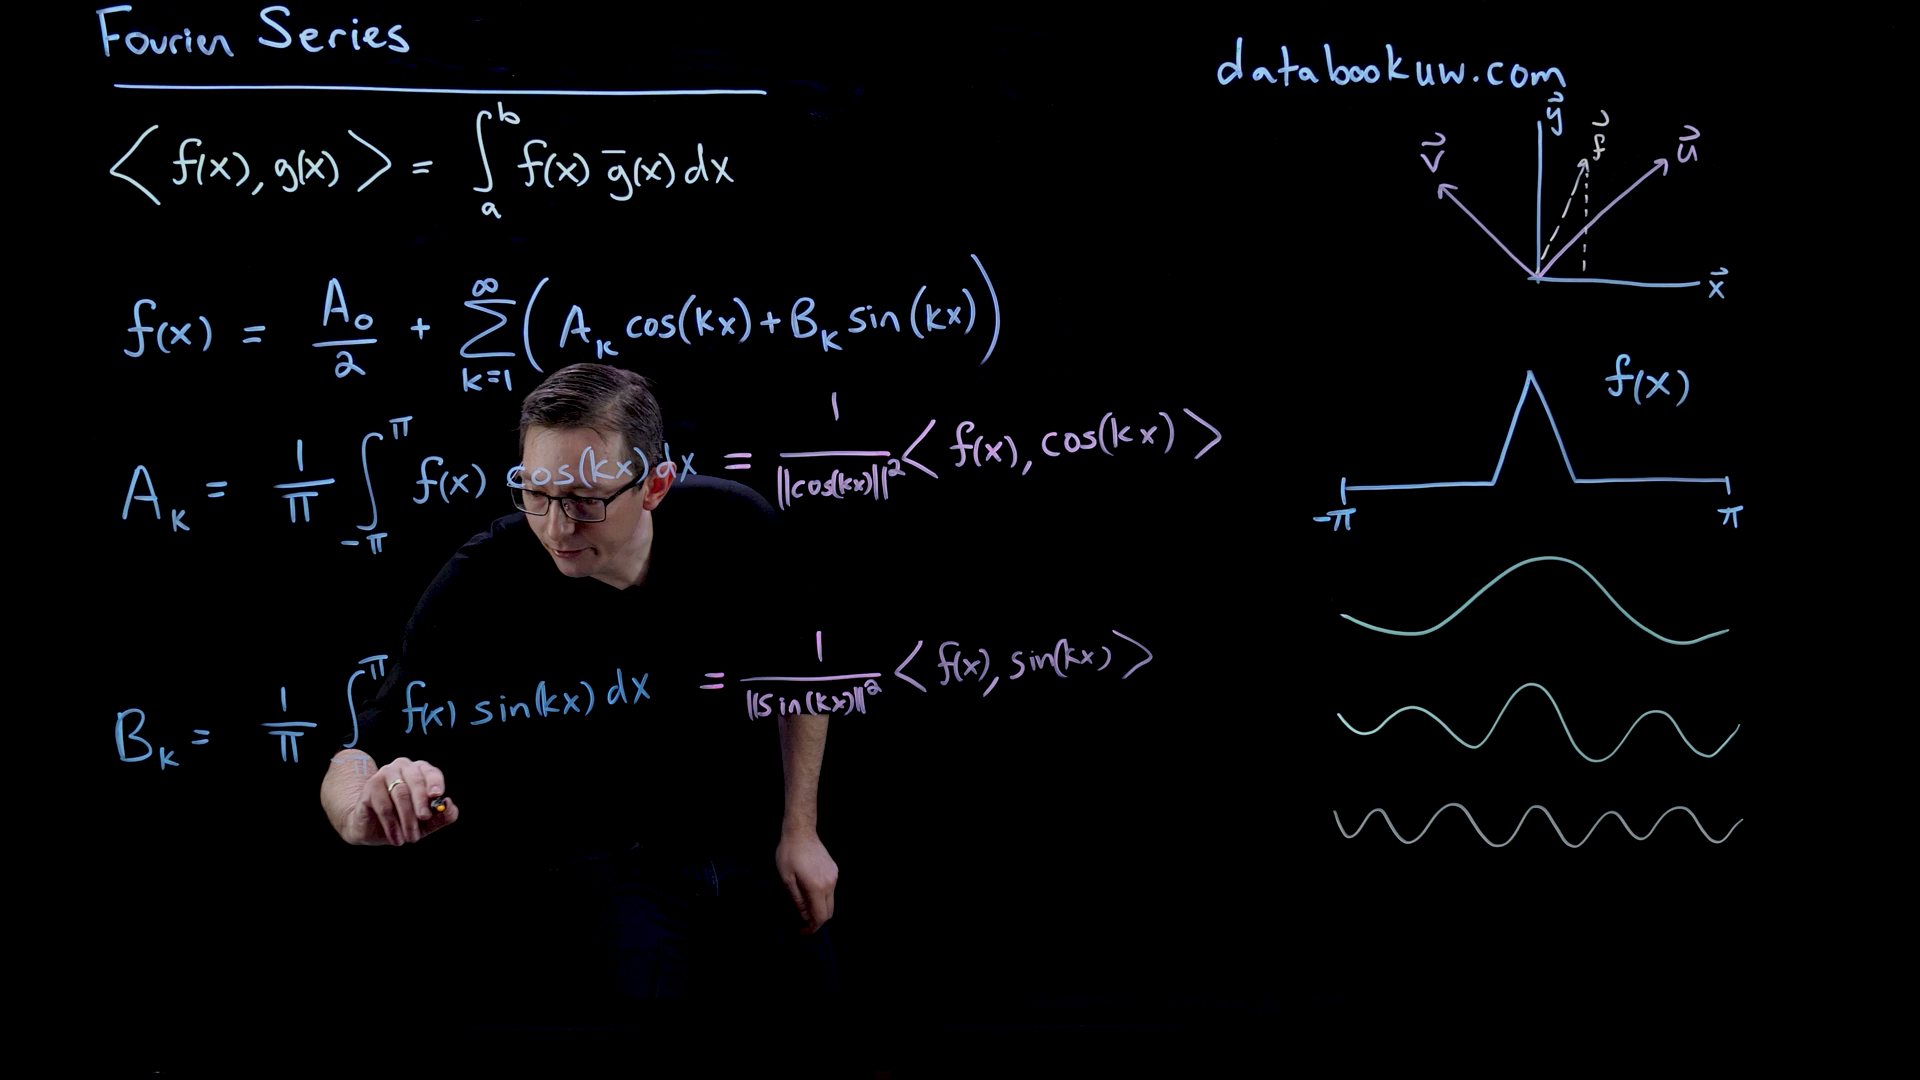 Fourier Series
databookuw.com
⟨ f(x), g(x) ⟩ = ∫_a^b f(x) ḡ(x) dx
y⃗
f⃗
v⃗
u⃗
x⃗
f(x) = A₀/2 + Σ_{k=1}^∞ ( A_k cos(kx) + B_k sin(kx) )
f(x)
A_k = 1/π ∫_{-π}^{π} f(x) cos(kx) dx = 1/||cos(kx)||² ⟨ f(x), cos(kx) ⟩
-π π
B_k = 1/π ∫_{-π}^{π} f(x) sin(kx) dx = 1/||sin(kx)||² ⟨ f(x), sin(kx) ⟩